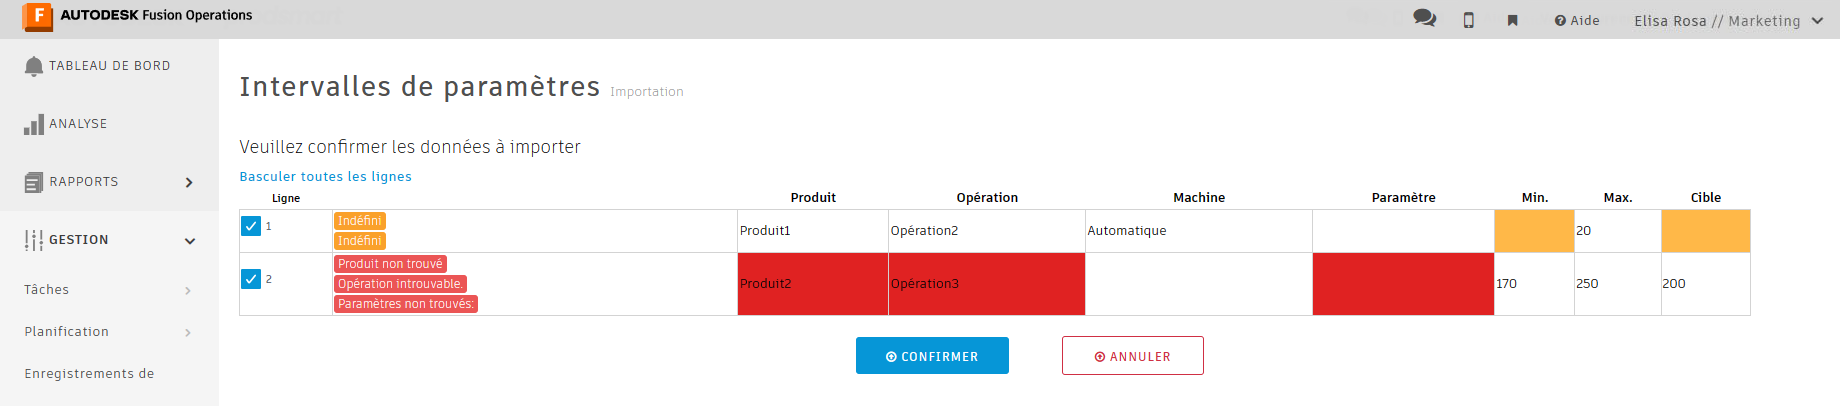 AUTODESK Fusion Operations
Aide
Elisa Rosa // Marketing
TABLEAU DE BORD
ANALYSE
RAPPORTS
GESTION
Tâches
Planification
Enregistrements de
Intervalles de paramètres Importation
Veuillez confirmer les données à importer
Basculer toutes les lignes
Ligne Produit Opération Machine Paramètre Min. Max. Cible
1 Indéfini Indéfini Produit1 Opération2 Automatique 20
2 Produit non trouvé Opération introuvable. Paramètres non trouvés: Produit2 Opération3 170 250 200
CONFIRMER
ANNULER